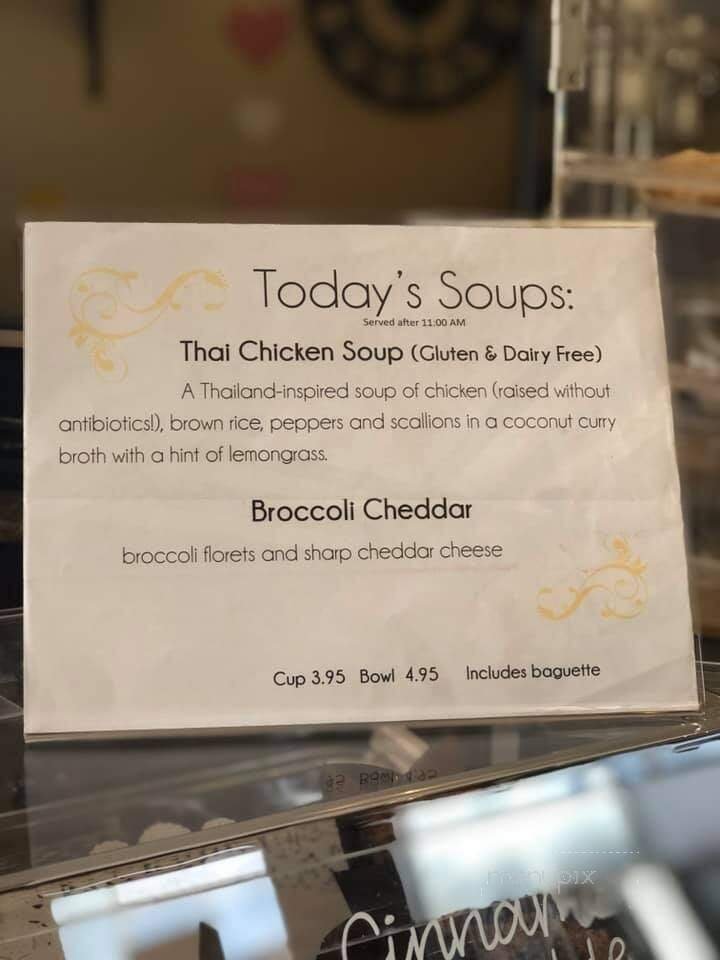 Today's Soups:
Served after 11:00 AM
Thai Chicken Soup (Gluten & Dairy Free)
A Thailand-inspired soup of chicken (raised without
antibiotics!), brown rice, peppers and scallions in a coconut curry
broth with a hint of lemongrass.
Broccoli Cheddar
broccoli florets and sharp cheddar cheese
Cup 3.95 Bowl 4.95 Includes baguette